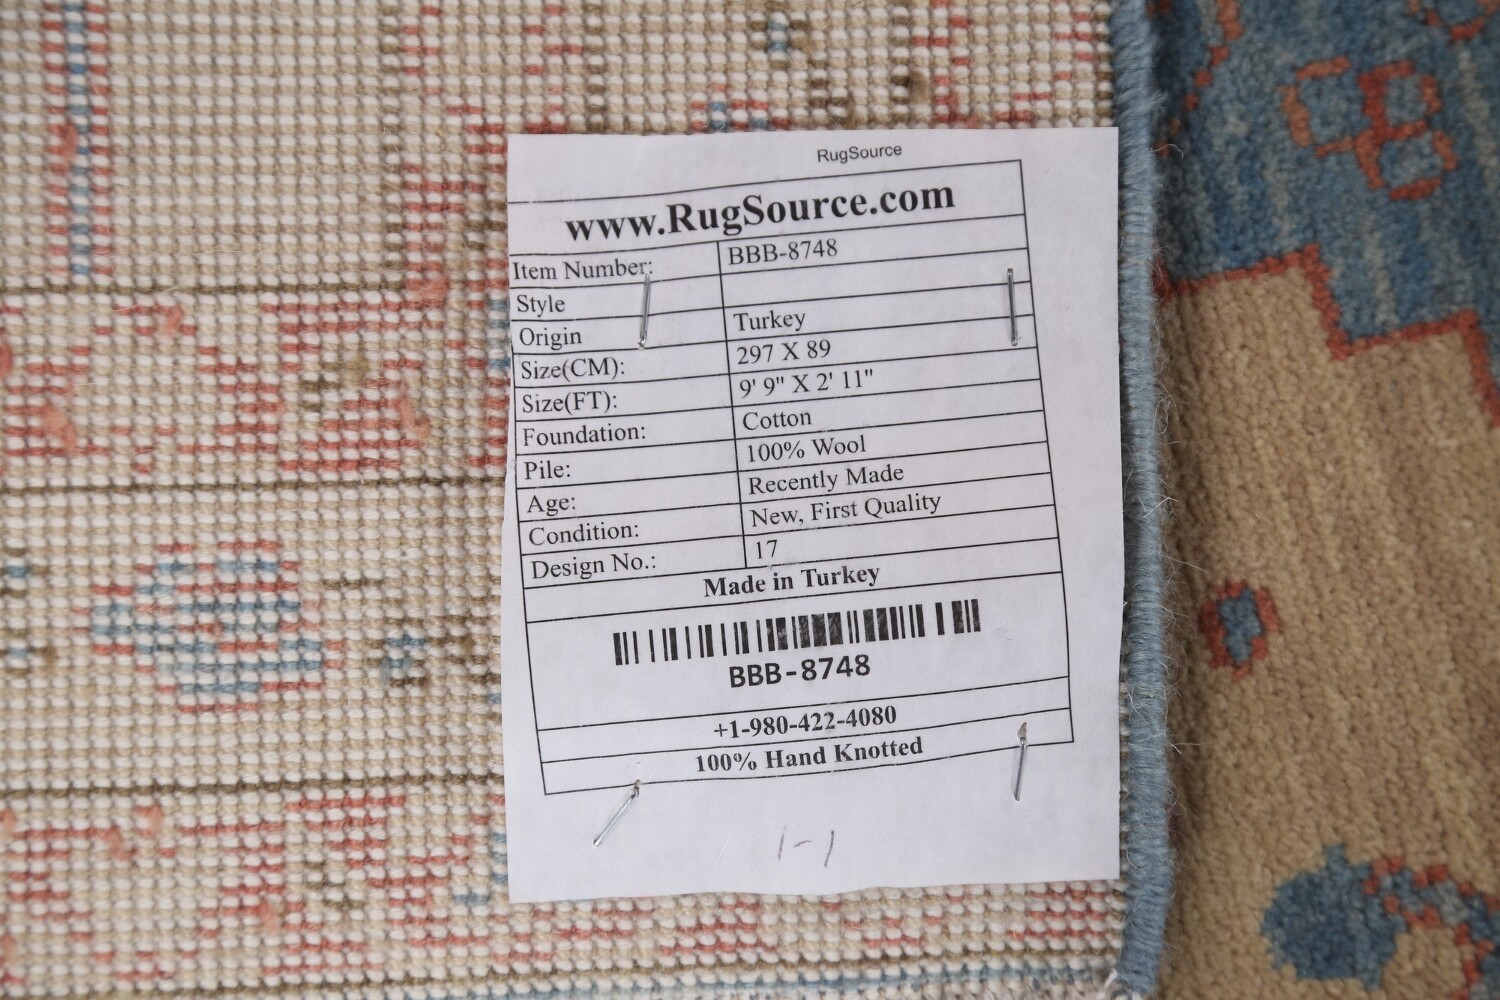 RugSource
www.RugSource.com
Item Number: BBB-8748
Style
Origin Turkey
Size(CM): 297 X 89
Size(FT): 9' 9" X 2' 11"
Foundation: Cotton
Pile: 100% Wool
Age: Recently Made
Condition: New, First Quality
Design No.: 17
Made in Turkey
BBB-8748
+1-980-422-4080
100% Hand Knotted
1-1